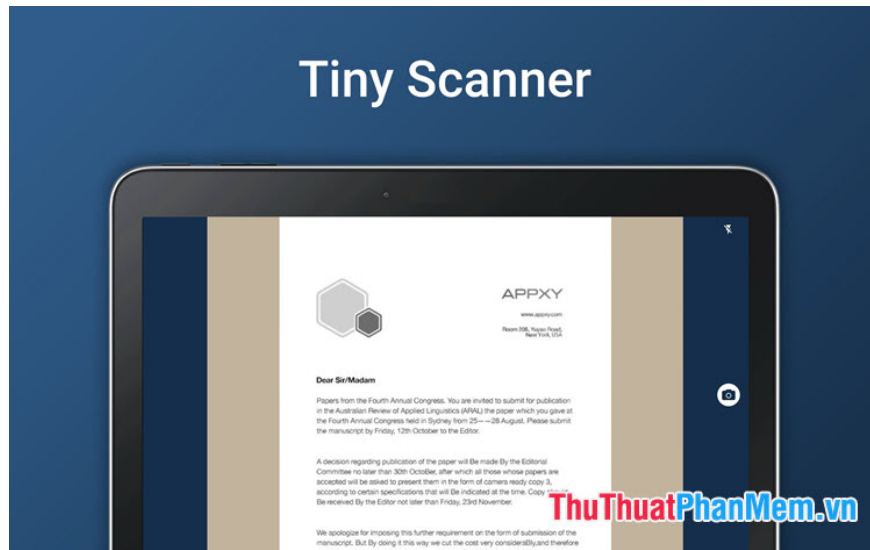 Tiny Scanner
APPXY
www.appxy.com
Room 206, Yayao Road,
New York, USA
Dear Sir/Madam
Papers from the Fourth Annual Congress. You are invited to submit for publication
in the Australian Review of Applied Linguistics (ARAL) the paper which you gave at
the Fourth Annual Congress held in Sydney from 25——28 August. Please submit
the manuscript by Friday, 12th October to the Editor.
A decision regarding publication of the paper will Be made By the Editorial
Committee no later than 30th OctoBer, after which all those whose papers are
accepted will be asked to present them in the form of camera ready copy 3,
according to certain specifications that will Be indicated at the time. Copy
Be received By the Editor not later than Friday, 23rd November.
ThuThuatPhanMem.vn
We apologize for imposing this further requirement on the form of submission of the
manuscript. But By doing it this way we cut the cost very consideraBly,and therefore